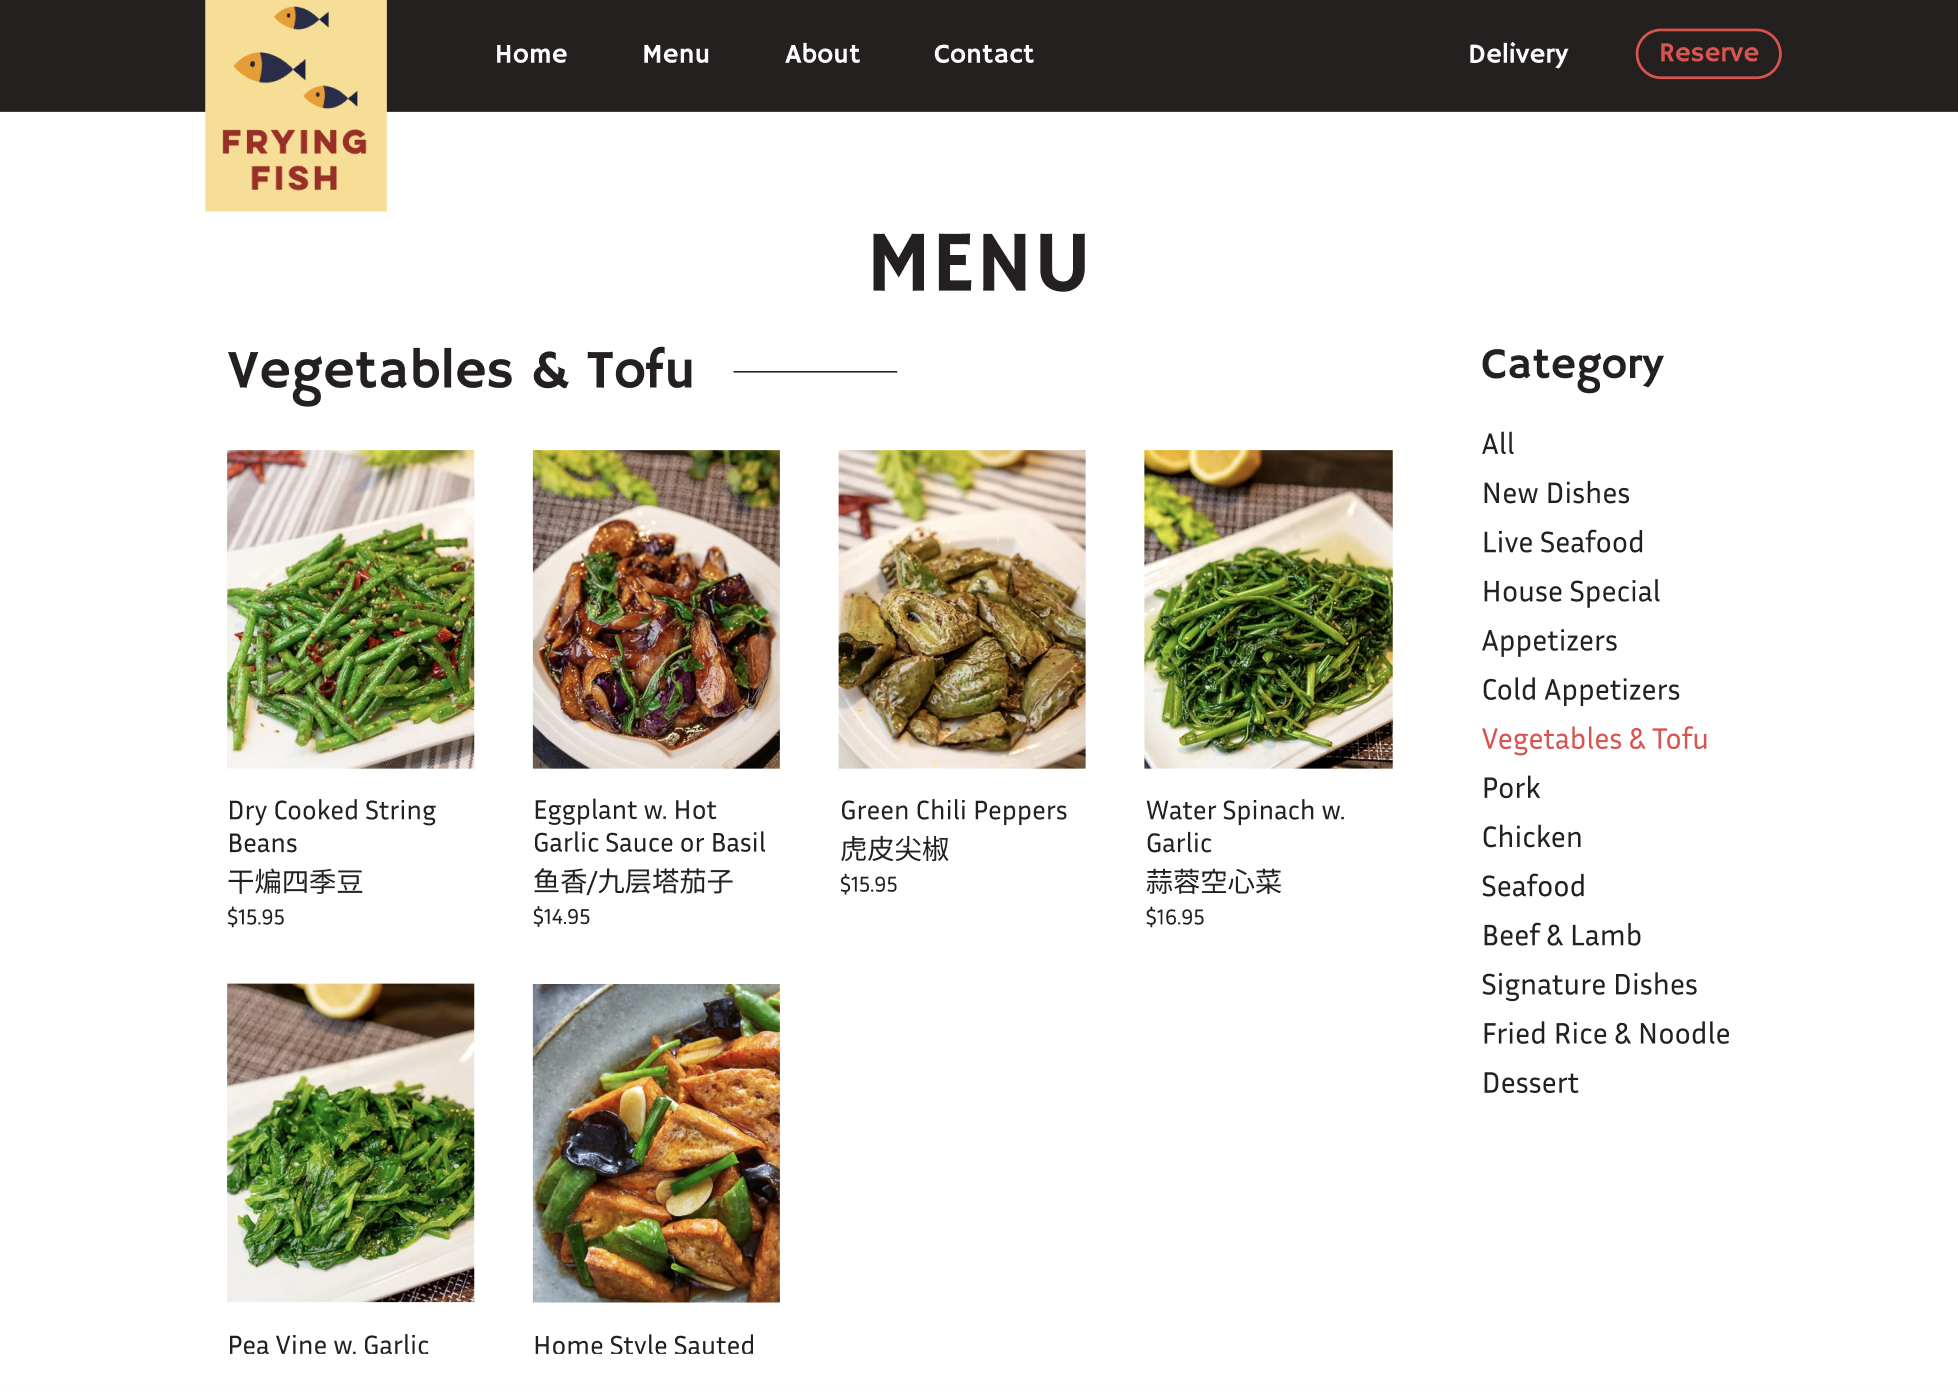 FRYING
FISH
Home
Menu
About
Contact
Delivery
Reserve
MENU
Vegetables & Tofu
Dry Cooked String
Beans
干煸四季豆
$15.95
Eggplant w. Hot
Garlic Sauce or Basil
鱼香/九层塔茄子
$14.95
Green Chili Peppers
虎皮尖椒
$15.95
Water Spinach w.
Garlic
蒜蓉空心菜
$16.95
Pea Vine w. Garlic
Home Style Sauted
Category
All
New Dishes
Live Seafood
House Special
Appetizers
Cold Appetizers
Vegetables & Tofu
Pork
Chicken
Seafood
Beef & Lamb
Signature Dishes
Fried Rice & Noodle
Dessert